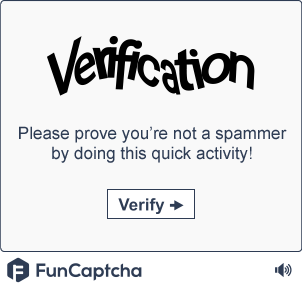 Verification
Please prove you're not a spammer
by doing this quick activity!
Verify
FunCaptcha